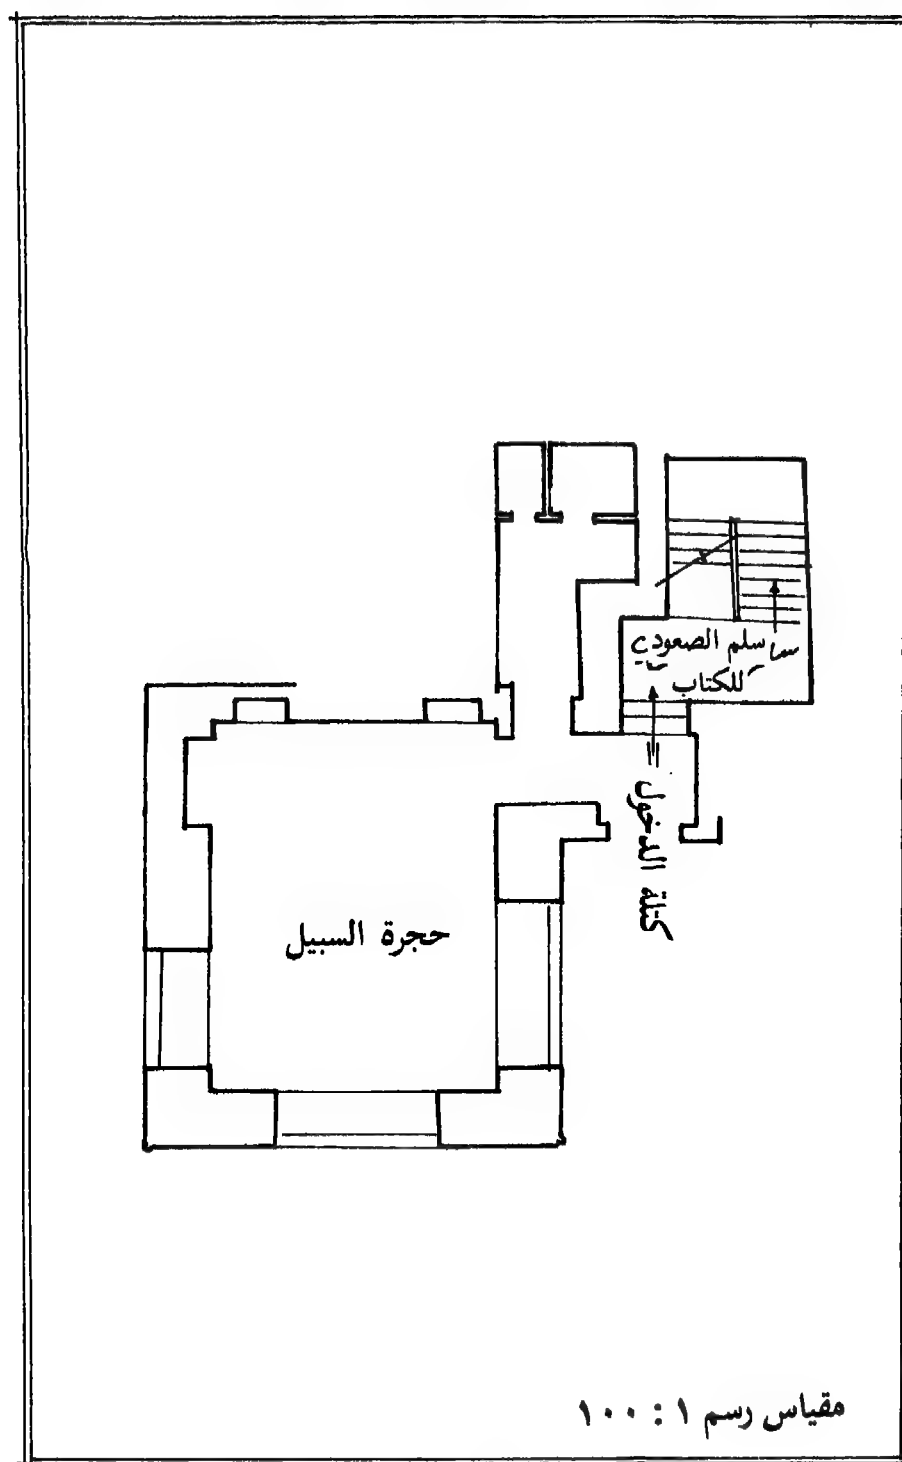 سلم الصعود
للكتاب
كتلة الدخول
حجرة السبيل
مقياس رسم ١ : ١٠٠